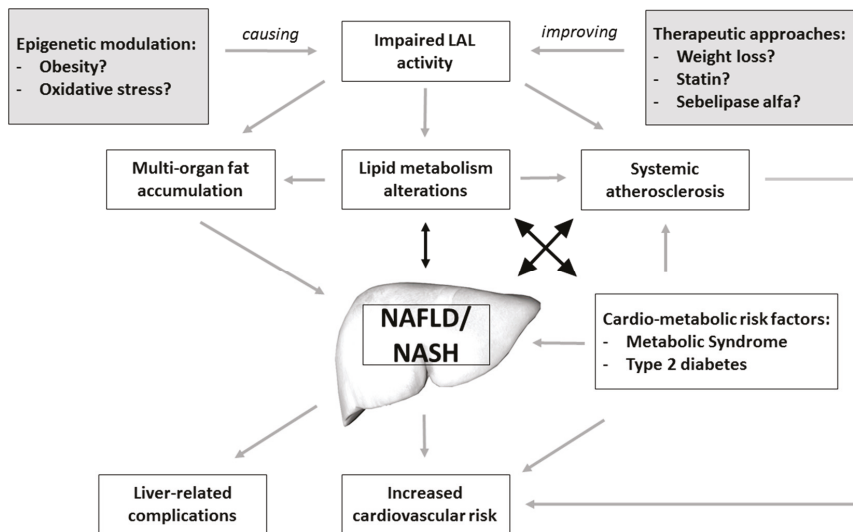 Epigenetic modulation:
- Obesity?
- Oxidative stress?
causing
Impaired LAL
activity
improving
Therapeutic approaches:
- Weight loss?
- Statin?
- Sebelipase alfa?
Multi-organ fat
accumulation
Lipid metabolism
alterations
Systemic
atherosclerosis
NAFLD/
NASH
Cardio-metabolic risk factors:
- Metabolic Syndrome
- Type 2 diabetes
Liver-related
complications
Increased
cardiovascular risk